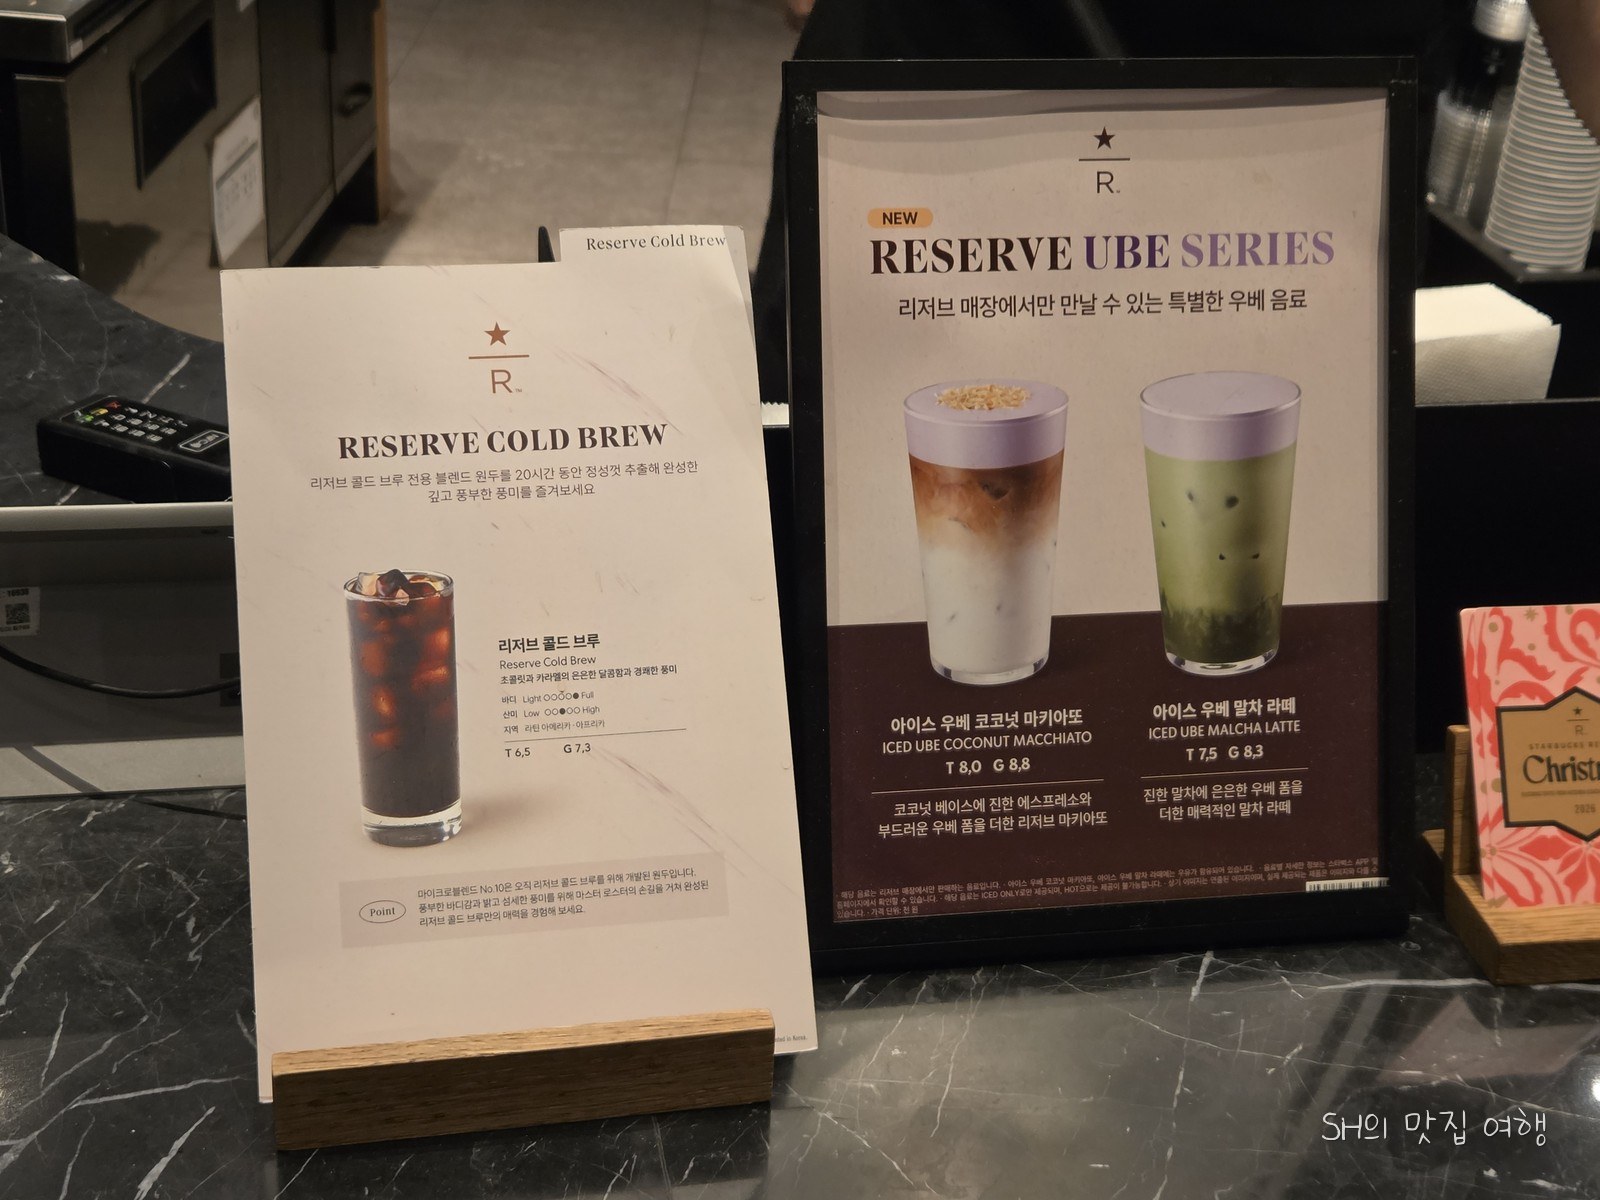 Reserve Cold Brew
R
RESERVE COLD BREW
리저브 콜드 브루 전용 블렌드 원두를 20시간 동안 정성껏 추출해 완성한
깊고 풍부한 풍미를 즐겨보세요
리저브 콜드 브루
Reserve Cold Brew
초콜릿과 카라멜의 은은한 달콤함과 경쾌한 풍미
바디 Light ○○○○● Full
산미 Low ○○●○○ High
지역 라틴 아메리카 · 아프리카
T 6,5 G 7,3
Point
마이크로블렌드 No.10은 오직 리저브 콜드 브루를 위해 개발된 원두입니다.
풍부한 바디감과 밝고 섬세한 풍미를 위해 마스터 로스터의 손길을 거쳐 완성된
리저브 콜드 브루만의 매력을 경험해 보세요.
R
NEW
RESERVE UBE SERIES
리저브 매장에서만 만날 수 있는 특별한 우베 음료
아이스 우베 코코넛 마키아또
ICED UBE COCONUT MACCHIATO
T 8,0 G 8,8
코코넛 베이스에 진한 에스프레소와
부드러운 우베 폼을 더한 리저브 마키아또
아이스 우베 말차 라떼
ICED UBE MALCHA LATTE
T 7,5 G 8,3
진한 말차에 은은한 우베 폼을
더한 매력적인 말차 라떼
R
STARBUCKS
Christ
2025
SH의 맛집 여행